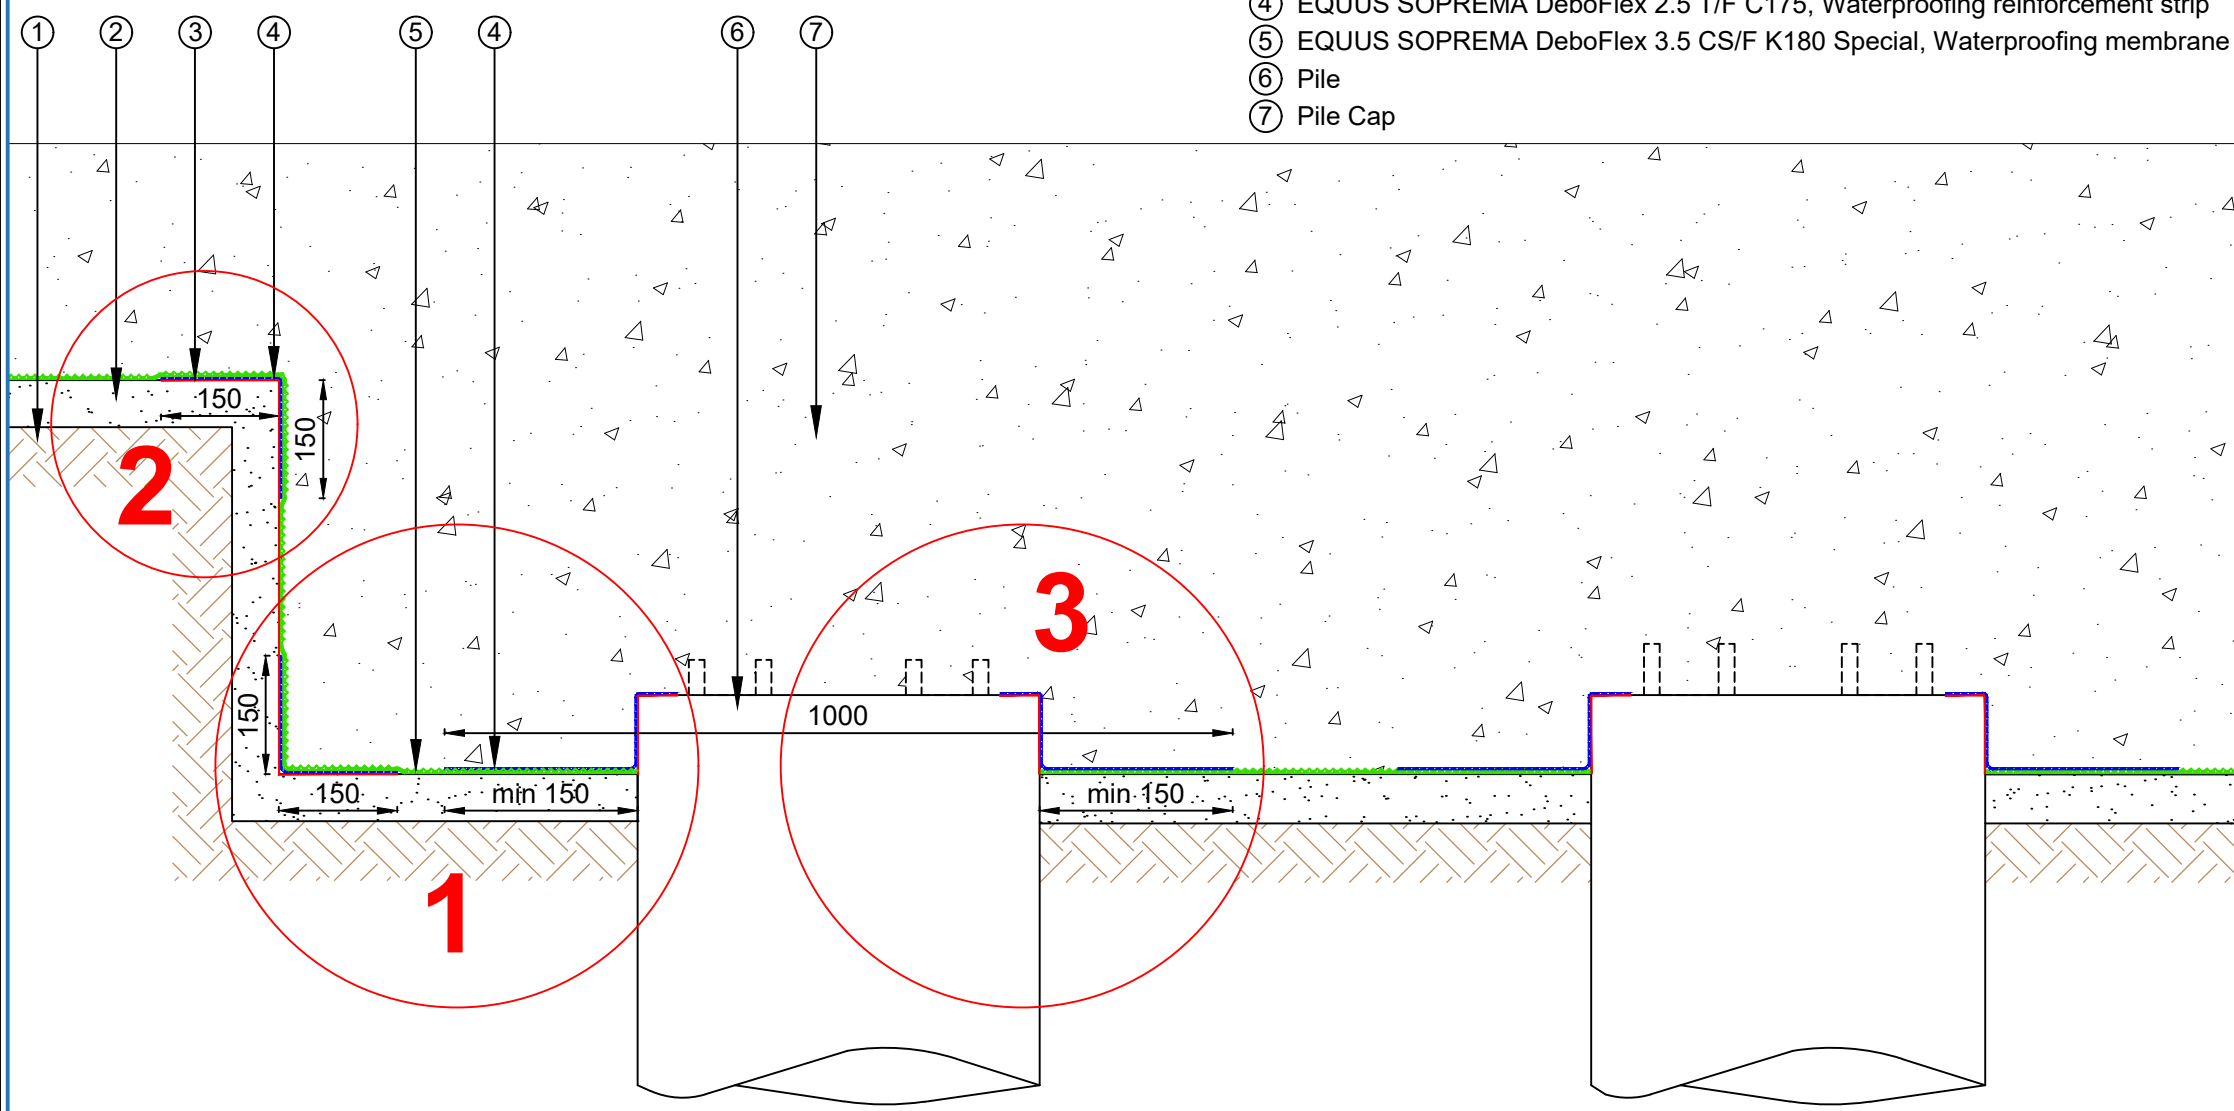 ④ EQUUS SOPREMA DeboFlex 2.5 T/F C175, Waterproofing reinforcement strip
① ② ③ ④ ⑤ ④ ⑥ ⑦
⑤ EQUUS SOPREMA DeboFlex 3.5 CS/F K180 Special, Waterproofing membrane
⑥ Pile
⑦ Pile Cap
150
150
2
3
150
1000
150
min 150
min 150
1